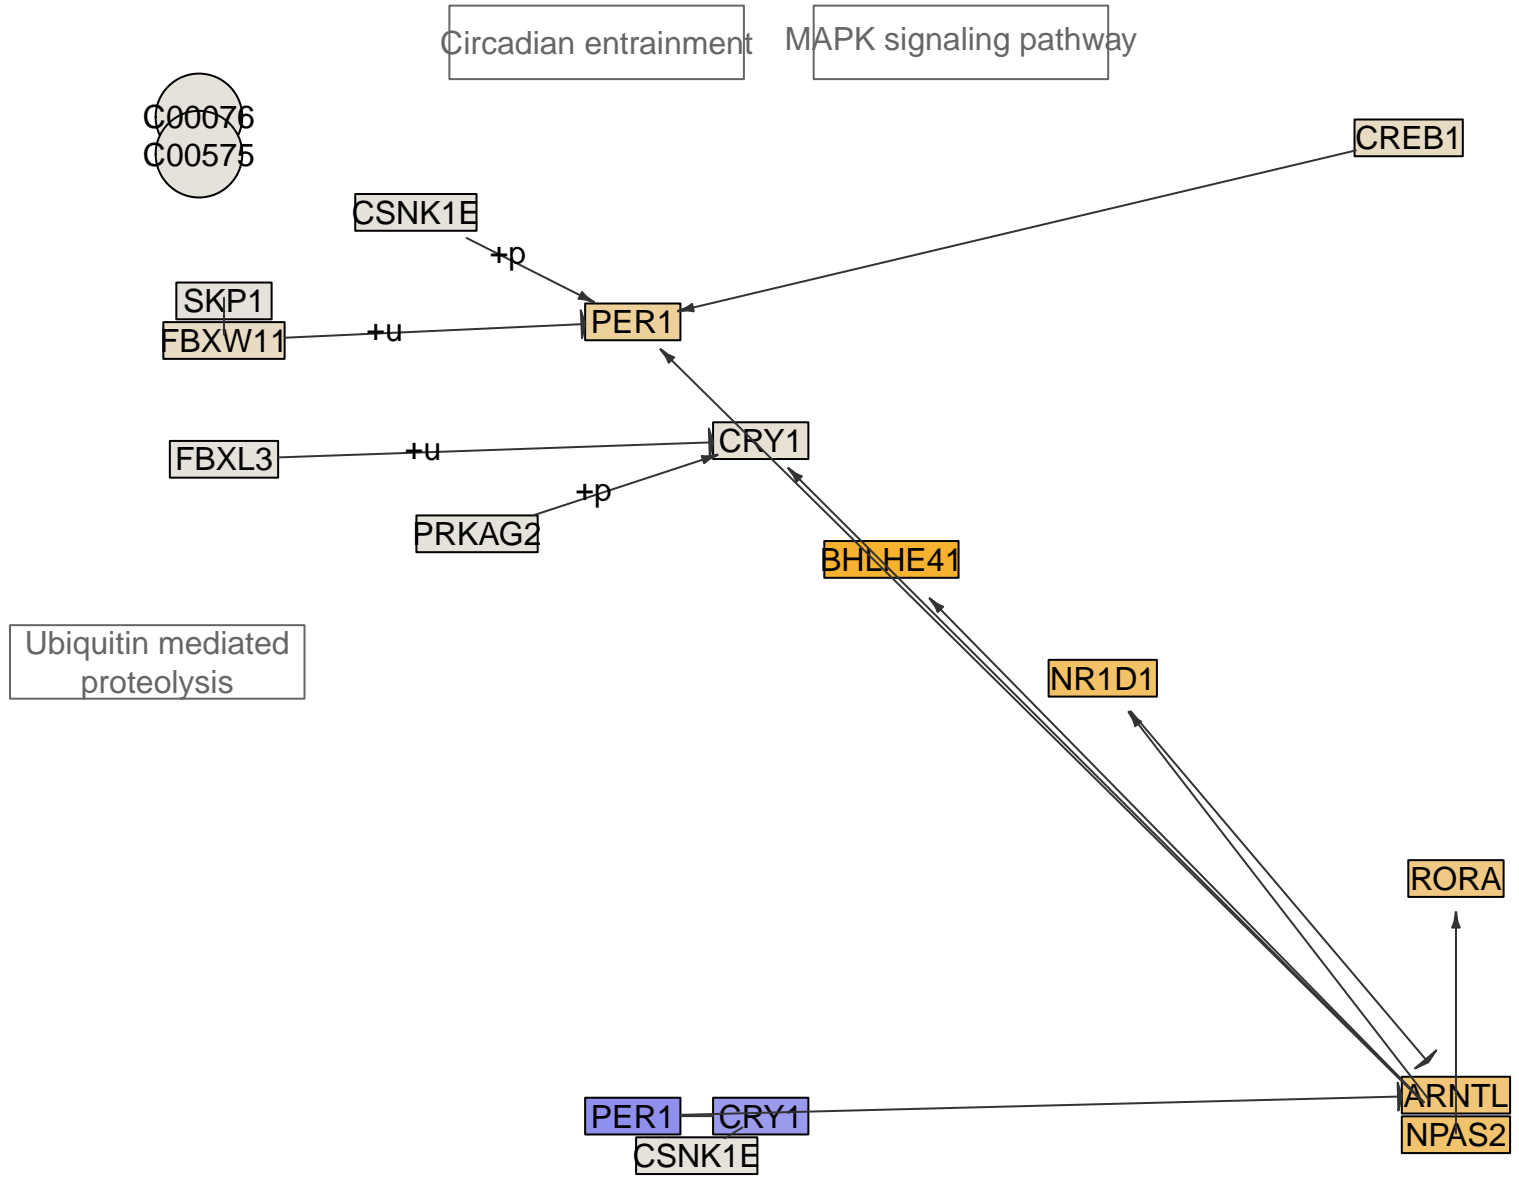 Circadian entrainment
MAPK signaling pathway
C00076
C00575
CREB1
CSNK1E
+p
SKP1
PER1
FBXW11
+u
CRY1
FBXL3
+u
+p
PRKAG2
BHLHE41
Ubiquitin mediated
proteolysis
NR1D1
RORA
ARNTL
PER1
CRY1
NPAS2
CSNK1E